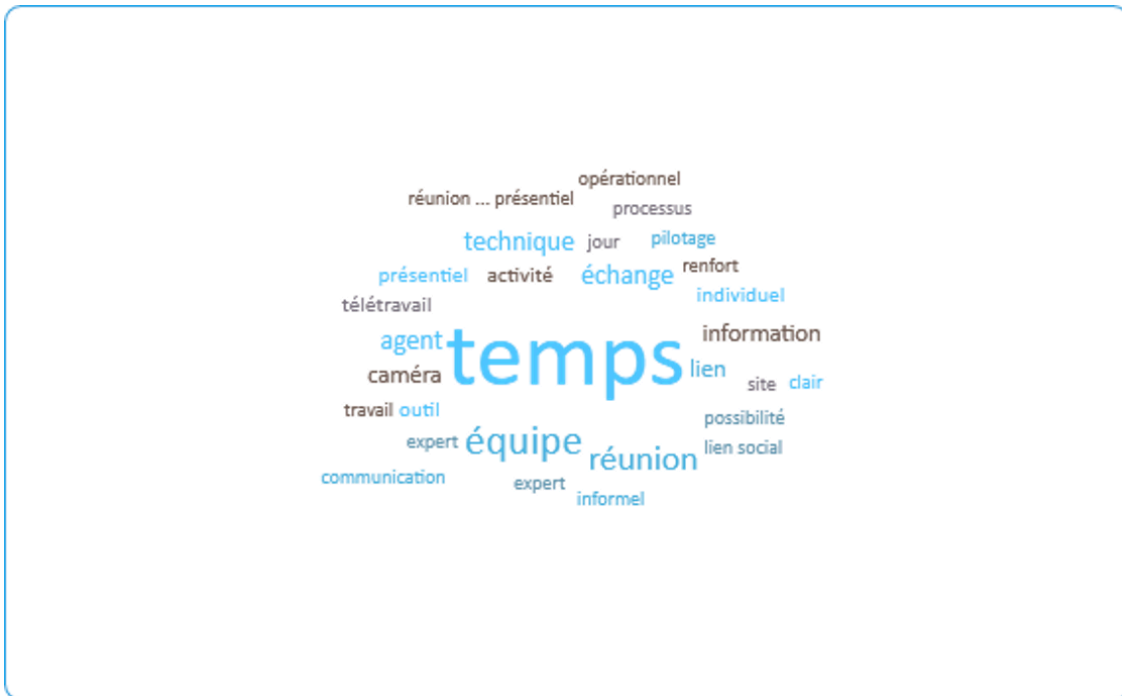 opérationnel
réunion ... présentiel
processus
technique jour pilotage
présentiel activité échange renfort
individuel
télétravail
agent temps information
caméra lien
site clair
travail outil possibilité
expert équipe réunion lien social
communication expert
informel